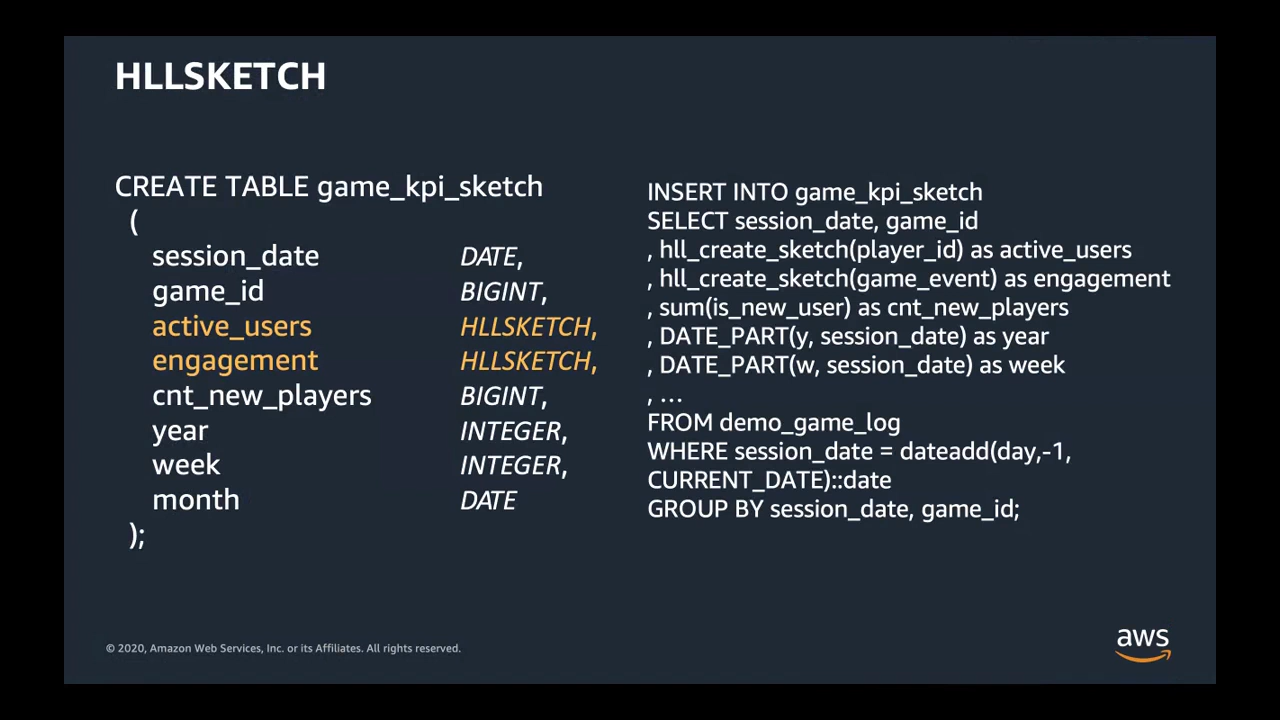 HLLSKETCH
CREATE TABLE game_kpi_sketch
(
session_date DATE,
game_id BIGINT,
active_users HLLSKETCH,
engagement HLLSKETCH,
cnt_new_players BIGINT,
year INTEGER,
week INTEGER,
month DATE
);
INSERT INTO game_kpi_sketch
SELECT session_date, game_id
, hll_create_sketch(player_id) as active_users
, hll_create_sketch(game_event) as engagement
, sum(is_new_user) as cnt_new_players
, DATE_PART(y, session_date) as year
, DATE_PART(w, session_date) as week
, ...
FROM demo_game_log
WHERE session_date = dateadd(day,-1,
CURRENT_DATE)::date
GROUP BY session_date, game_id;
© 2020, Amazon Web Services, Inc. or its Affiliates. All rights reserved.
aws